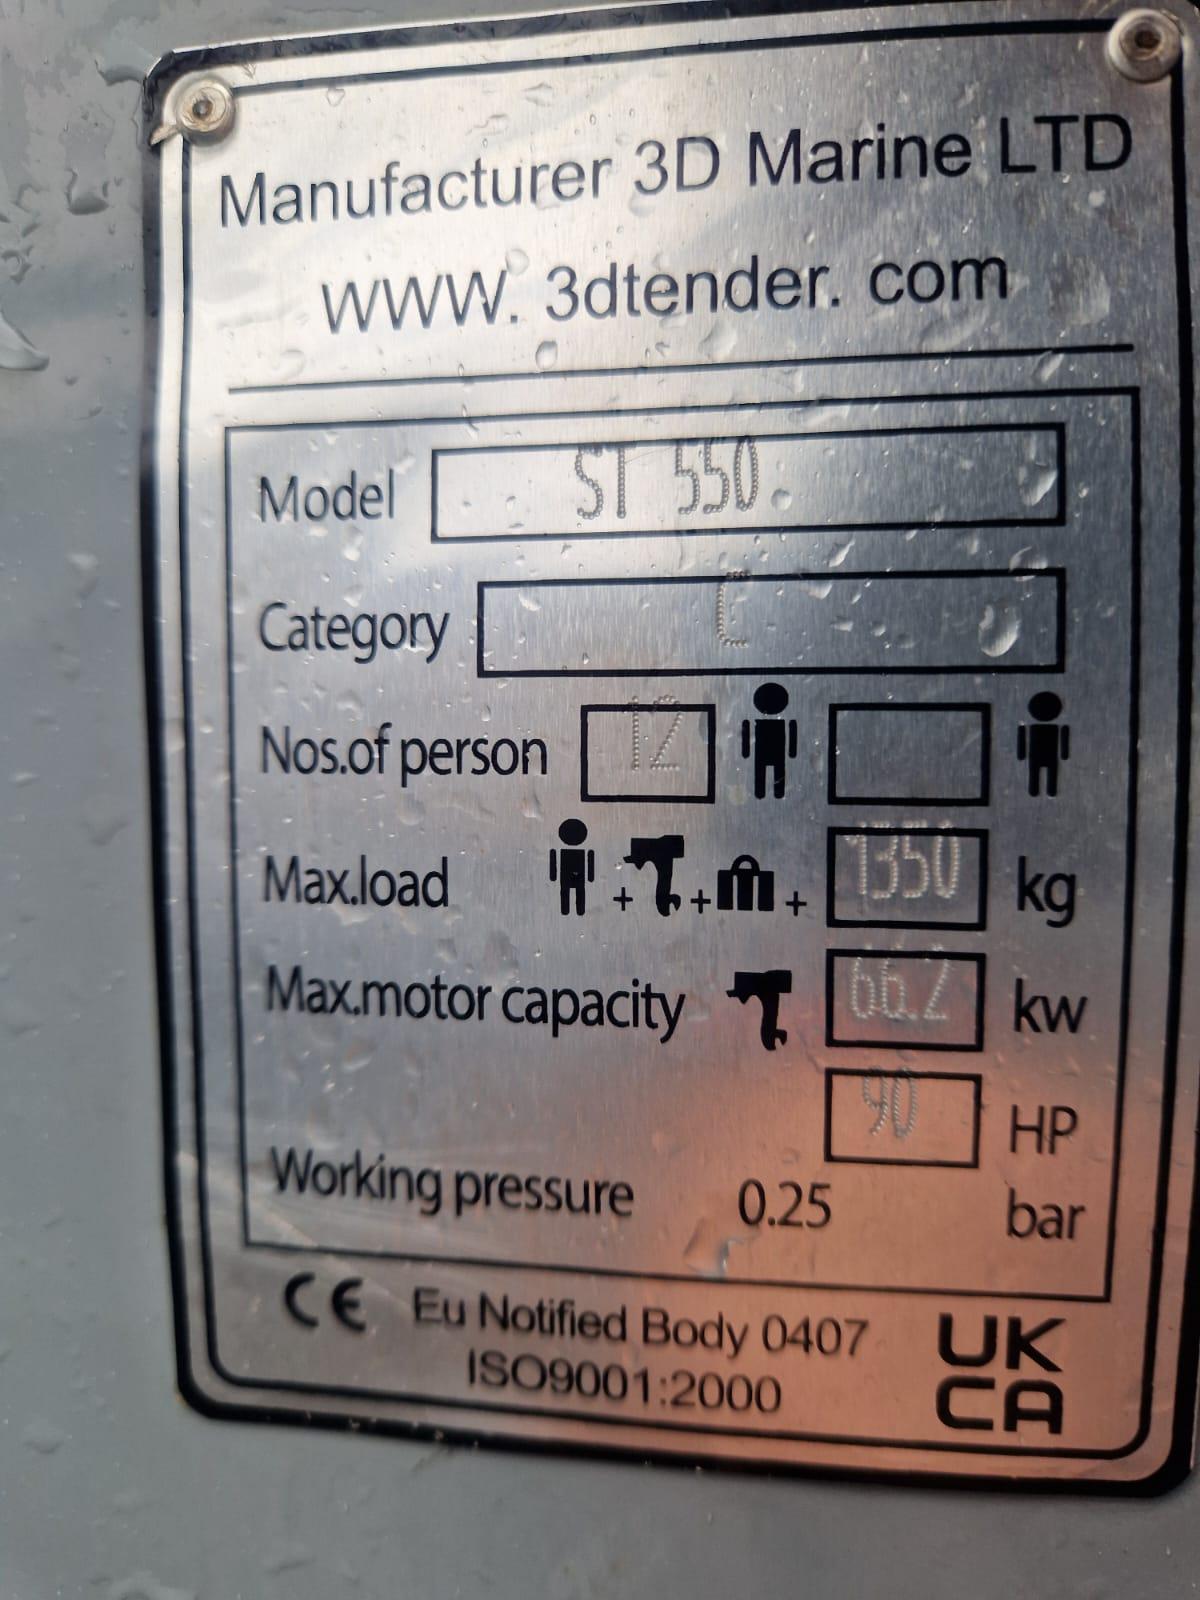 Manufacturer 3D Marine LTD
WWW. 3dtender. com
Model ST 550
Category C
Nos.of person 12
Max.load + + + 1350 kg
Max.motor capacity 66.2 kw
90 HP
Working pressure 0.25 bar
CE Eu Notified Body 0407
ISO9001:2000
UK
CA